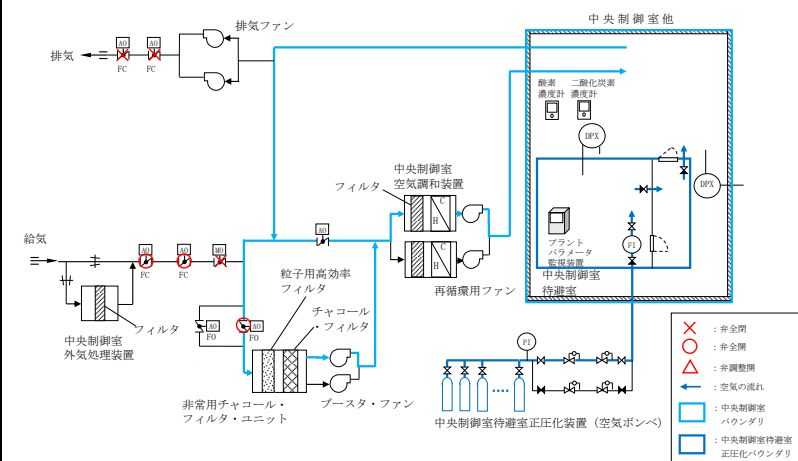 中央制御室他
排気ファン
AO
AO
排気
FC
FC
酸素
濃度計
二酸化炭素
濃度計
DPX
DPX
中央制御室
空気調和装置
フィルタ
C
H
C
H
再循環用ファン
プラント
パラメータ
監視装置
FI
中央制御室
待避室
給気
AO
AO
MO
FC
FC
AO
フィルタ
中央制御室
外気処理装置
粒子用高効率
フィルタ
チャコール
・フィルタ
AO
FO
AO
FO
非常用チャコール・
フィルタ・ユニット
ブースタ・ファン
PI
中央制御室待避室正圧化装置（空気ボンベ）
：弁全閉
：弁全開
：弁調整開
：空気の流れ
：中央制御室
バウンダリ
：中央制御室待避室
正圧化バウンダリ